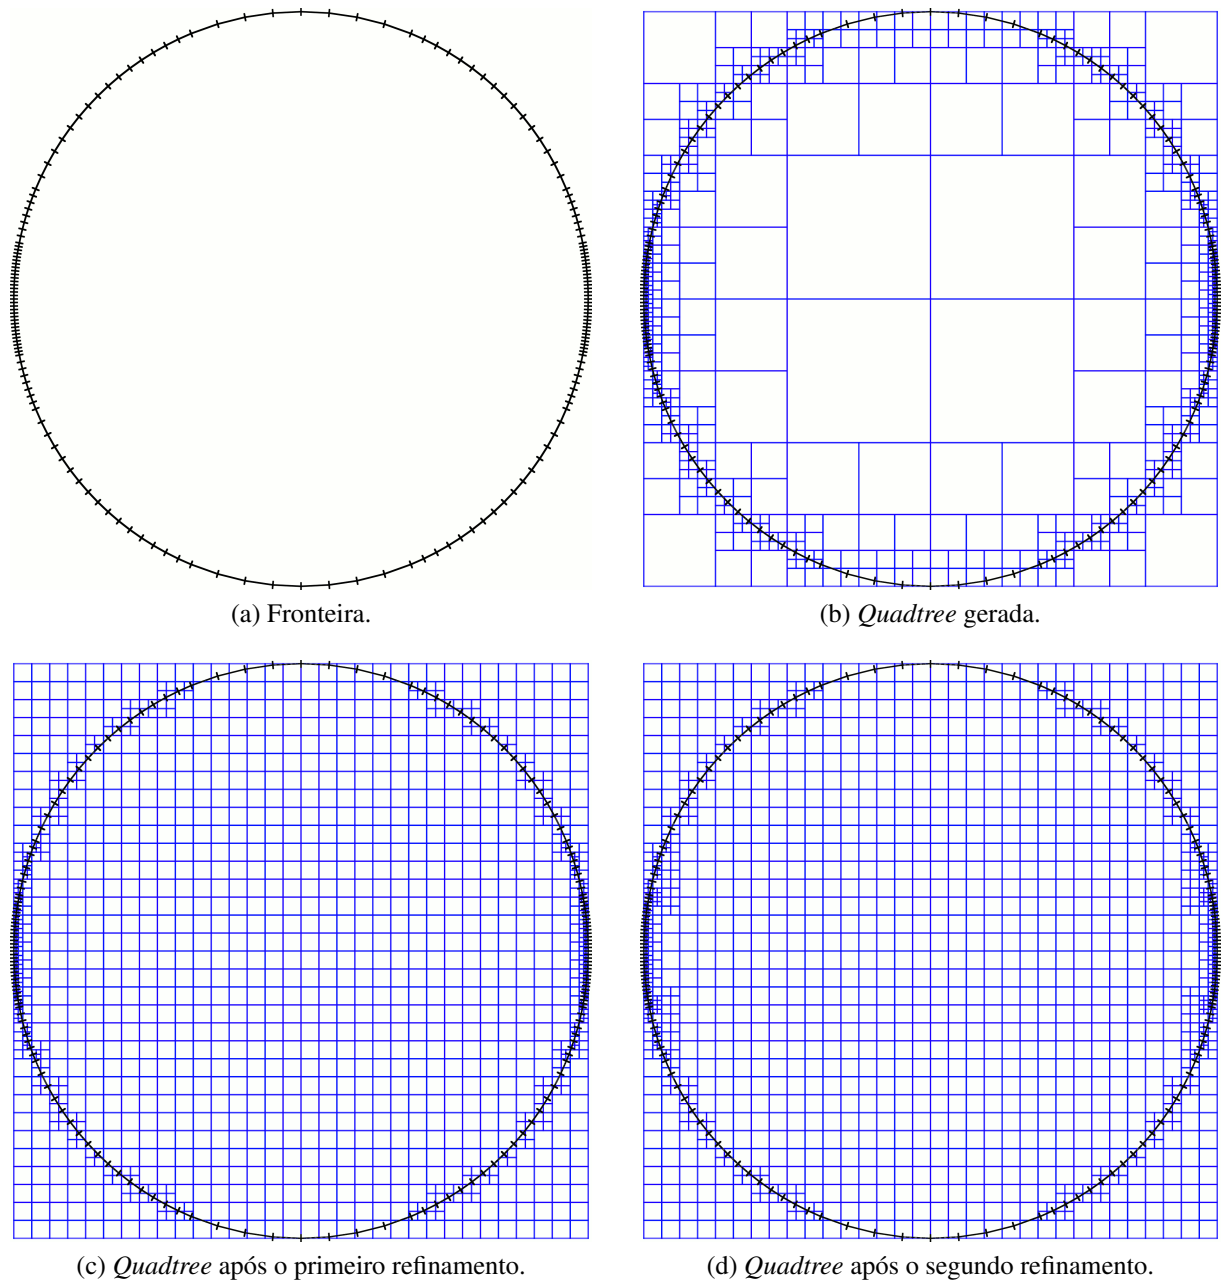 (a) Fronteira.
(b) Quadtree gerada.
(c) Quadtree após o primeiro refinamento.
(d) Quadtree após o segundo refinamento.